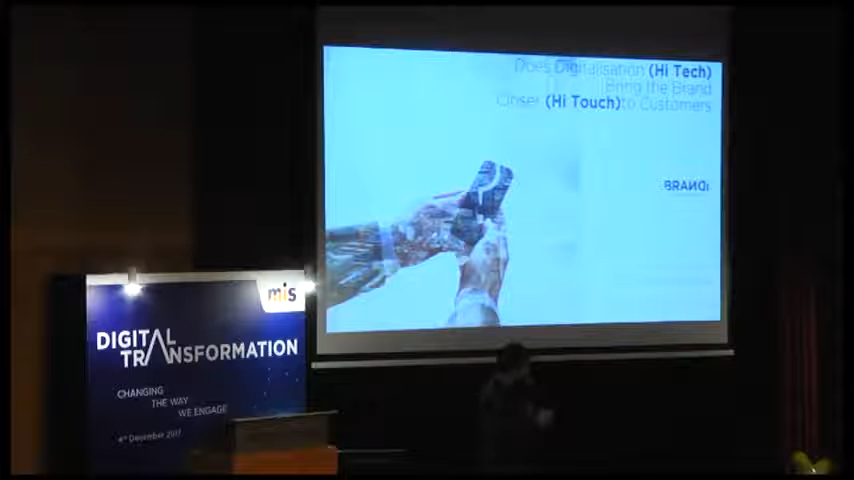 Does Digitalisation (Hi Tech)
Bring the Brand
Closer (Hi Touch) to Customers
BRANDi
mis
DIGITAL
TRANSFORMATION
CHANGING
THE WAY
WE ENGAGE
4th December 2017